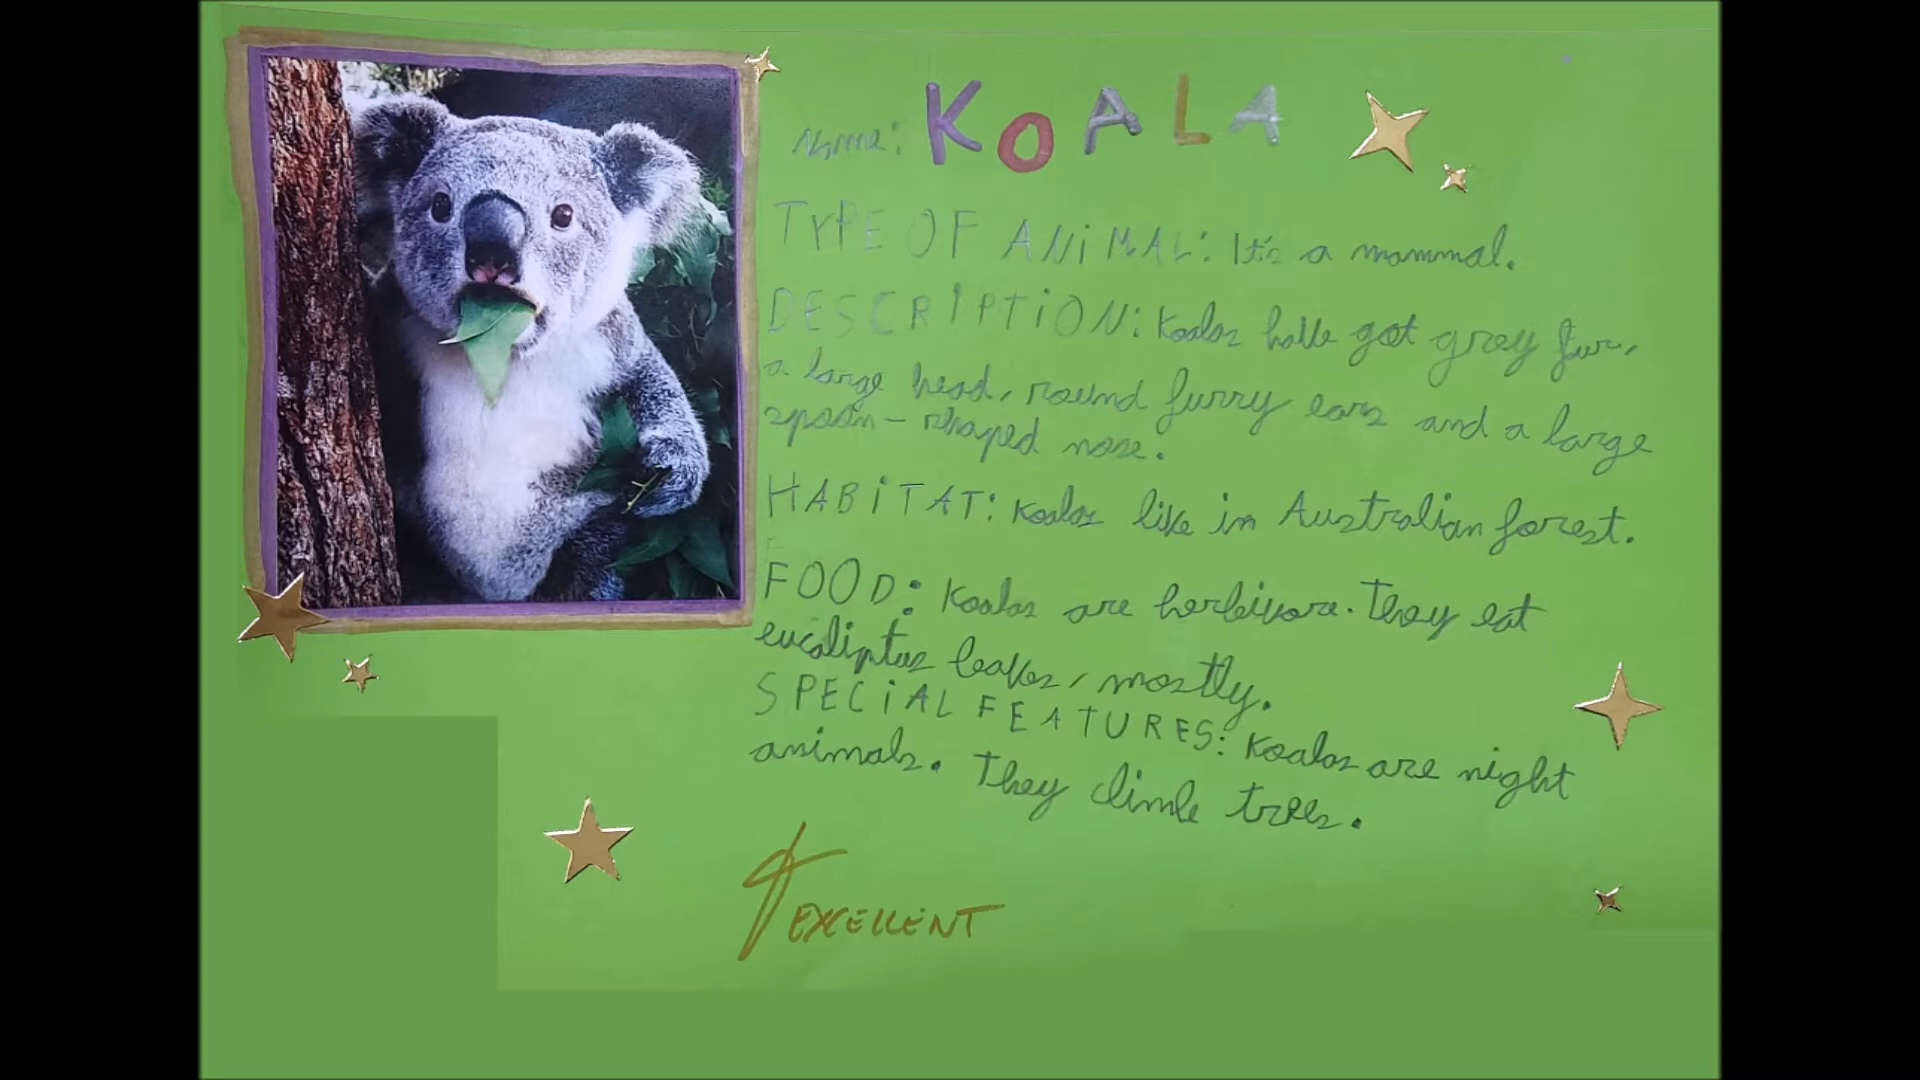 Name: KOALA
TYPE OF ANiMAL: It's a mammal.
DESCRIPTiON: Koalas have got grey fur,
a large head, round furry ears and a large
spoon-shaped nose.
HABiTAT: Koalas live in Australian forest.
FOOD: Koalas are herbivore. They eat
eucaliptus leaves, mostly.
SPECiAL FEATURES: Koalas are night
animals. They climb trees.
EXCELLENT